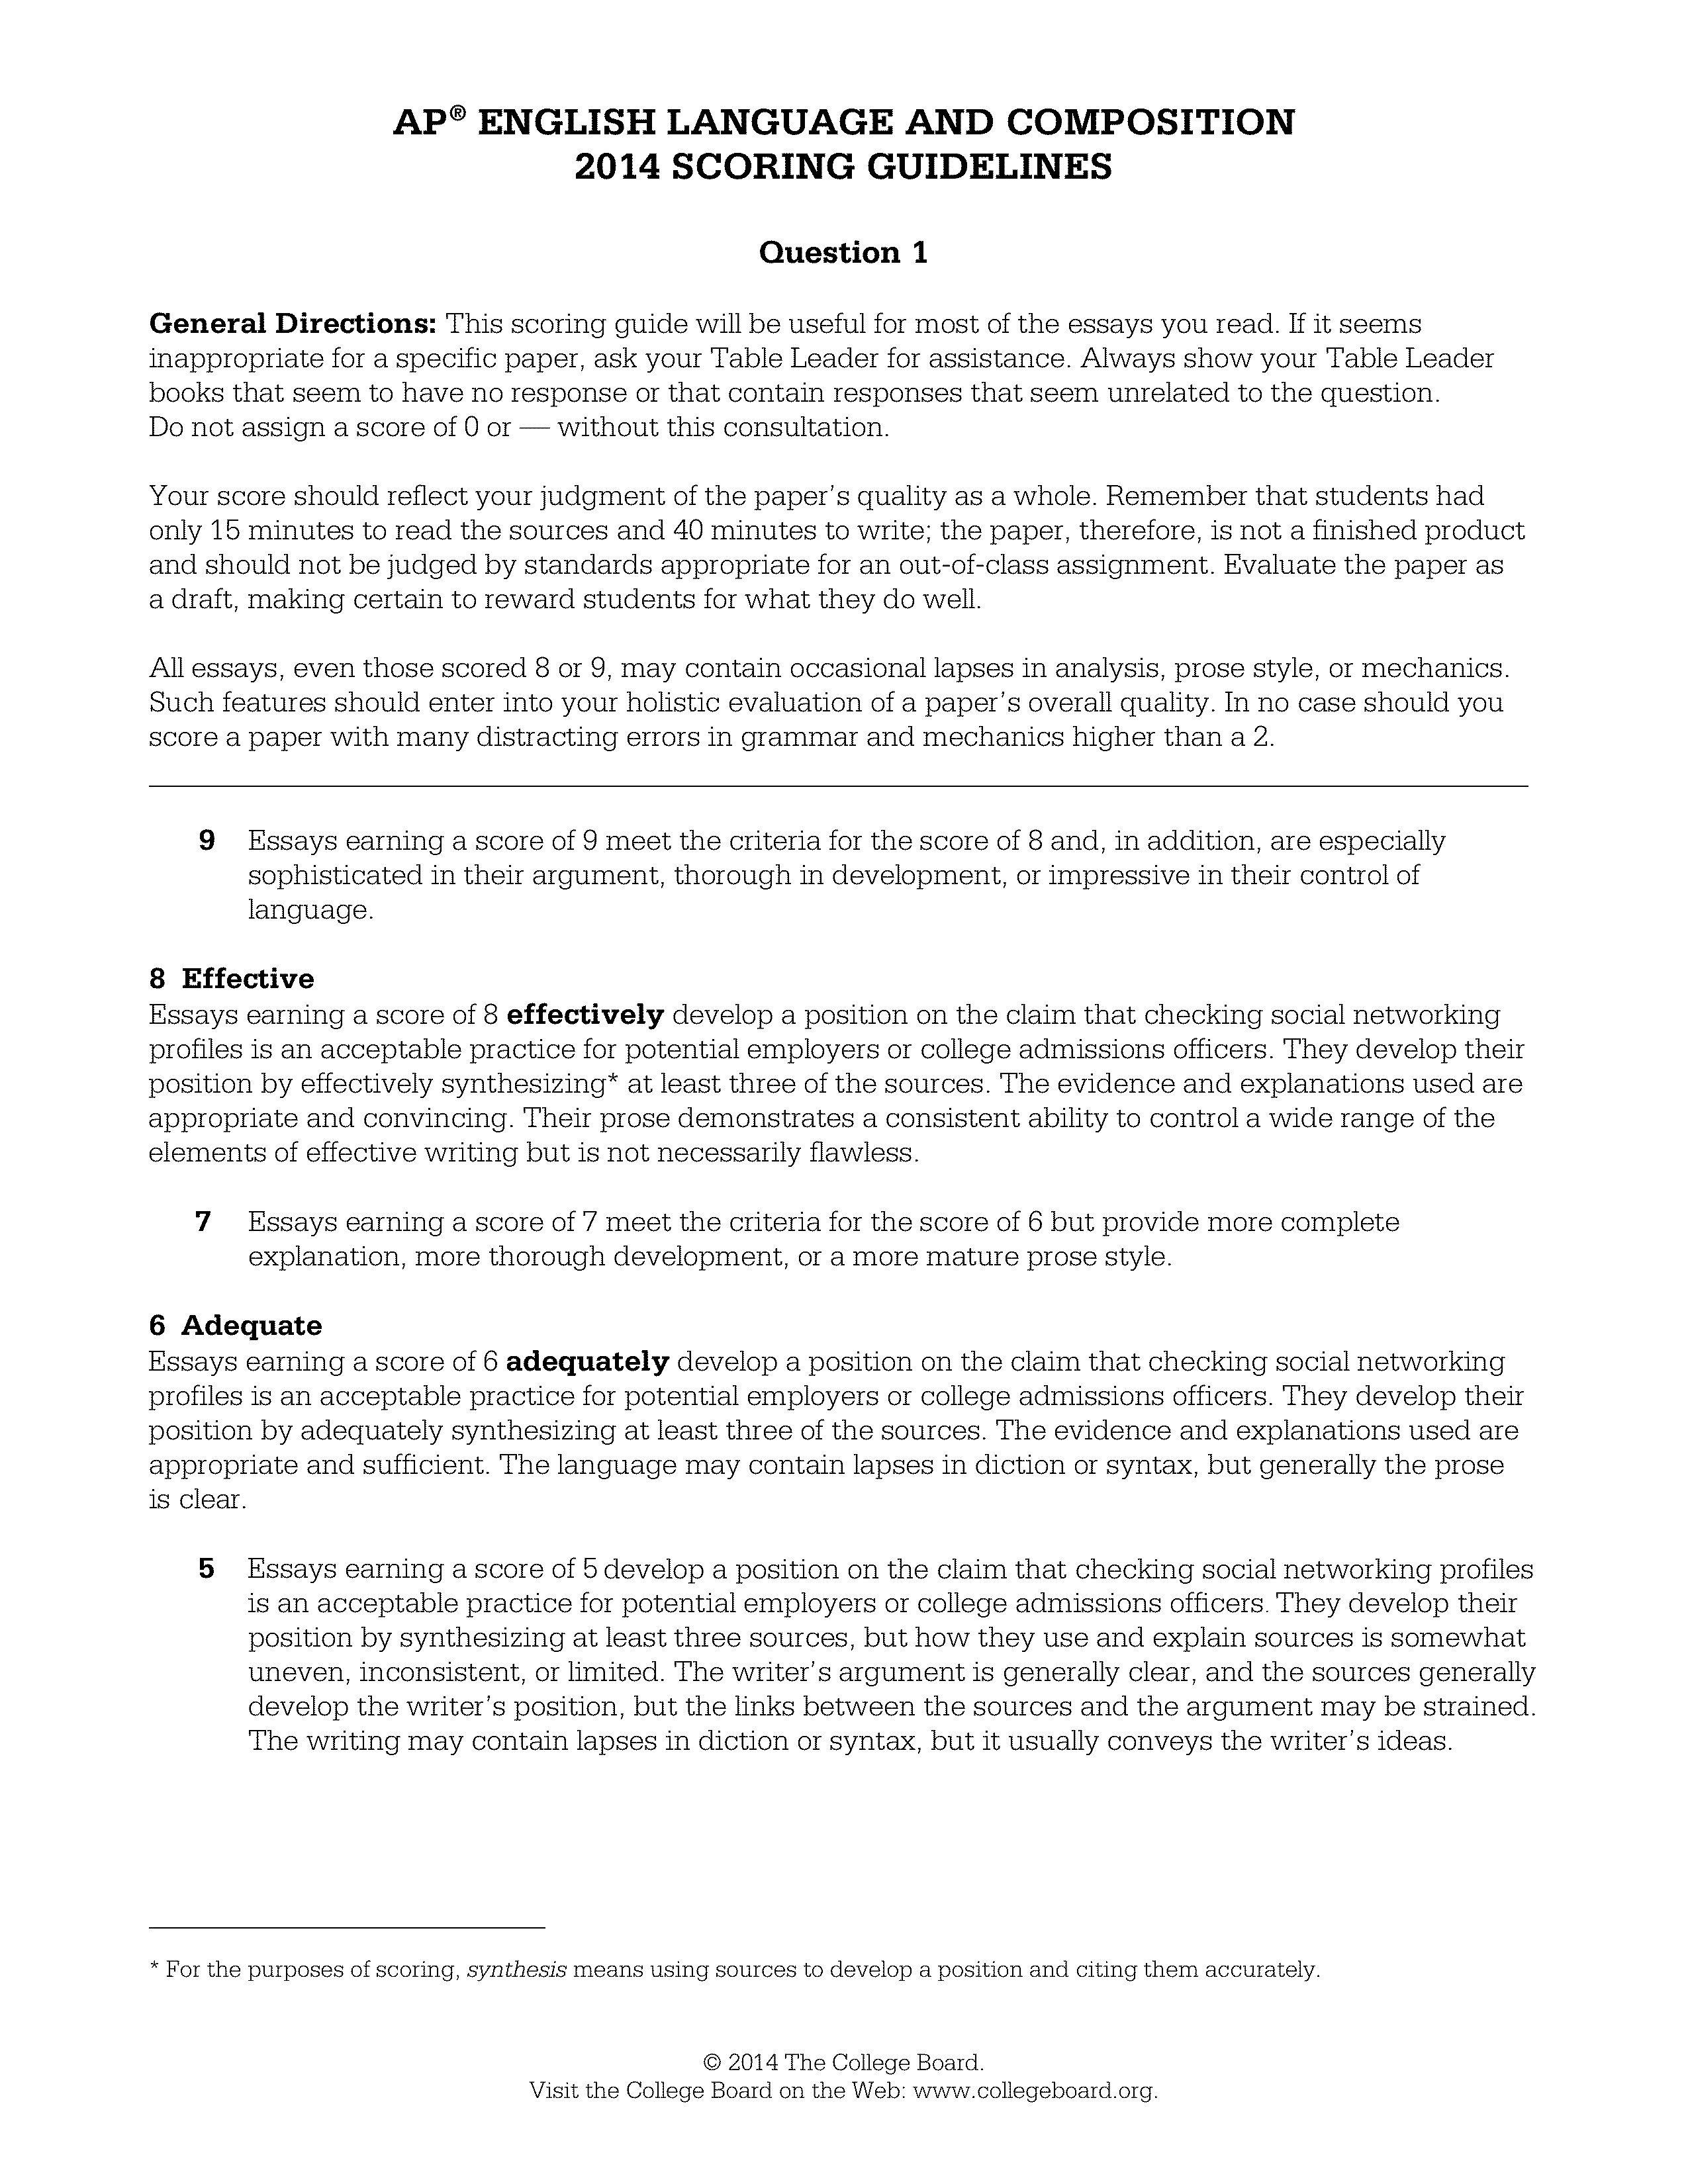 AP® ENGLISH LANGUAGE AND COMPOSITION
2014 SCORING GUIDELINES
Question 1
General Directions: This scoring guide will be useful for most of the essays you read. If it seems
inappropriate for a specific paper, ask your Table Leader for assistance. Always show your Table Leader
books that seem to have no response or that contain responses that seem unrelated to the question.
Do not assign a score of 0 or — without this consultation.
Your score should reflect your judgment of the paper's quality as a whole. Remember that students had
only 15 minutes to read the sources and 40 minutes to write; the paper, therefore, is not a finished product
and should not be judged by standards appropriate for an out-of-class assignment. Evaluate the paper as
a draft, making certain to reward students for what they do well.
All essays, even those scored 8 or 9, may contain occasional lapses in analysis, prose style, or mechanics.
Such features should enter into your holistic evaluation of a paper's overall quality. In no case should you
score a paper with many distracting errors in grammar and mechanics higher than a 2.
9 Essays earning a score of 9 meet the criteria for the score of 8 and, in addition, are especially
sophisticated in their argument, thorough in development, or impressive in their control of
language.
8 Effective
Essays earning a score of 8 effectively develop a position on the claim that checking social networking
profiles is an acceptable practice for potential employers or college admissions officers. They develop their
position by effectively synthesizing* at least three of the sources. The evidence and explanations used are
appropriate and convincing. Their prose demonstrates a consistent ability to control a wide range of the
elements of effective writing but is not necessarily flawless.
7 Essays earning a score of 7 meet the criteria for the score of 6 but provide more complete
explanation, more thorough development, or a more mature prose style.
6 Adequate
Essays earning a score of 6 adequately develop a position on the claim that checking social networking
profiles is an acceptable practice for potential employers or college admissions officers. They develop their
position by adequately synthesizing at least three of the sources. The evidence and explanations used are
appropriate and sufficient. The language may contain lapses in diction or syntax, but generally the prose
is clear.
5 Essays earning a score of 5 develop a position on the claim that checking social networking profiles
is an acceptable practice for potential employers or college admissions officers. They develop their
position by synthesizing at least three sources, but how they use and explain sources is somewhat
uneven, inconsistent, or limited. The writer's argument is generally clear, and the sources generally
develop the writer's position, but the links between the sources and the argument may be strained.
The writing may contain lapses in diction or syntax, but it usually conveys the writer's ideas.
* For the purposes of scoring, synthesis means using sources to develop a position and citing them accurately.
© 2014 The College Board.
Visit the College Board on the Web: www.collegeboard.org.